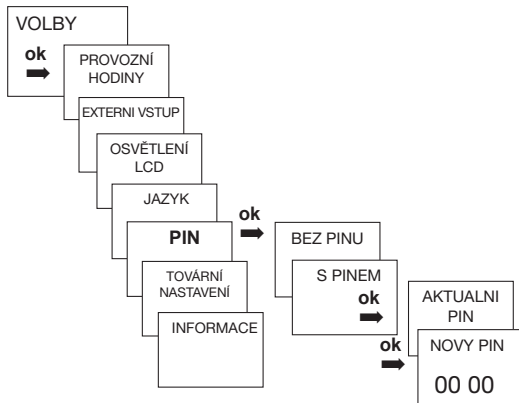 VOLBY
ok
PROVOZNÍ
HODINY
EXTERNI VSTUP
OSVĚTLENÍ
LCD
JAZYK
PIN
ok
TOVÁRNÍ
NASTAVENÍ
INFORMACE
BEZ PINU
S PINEM
ok
AKTUALNI
PIN
ok
NOVY PIN
00 00